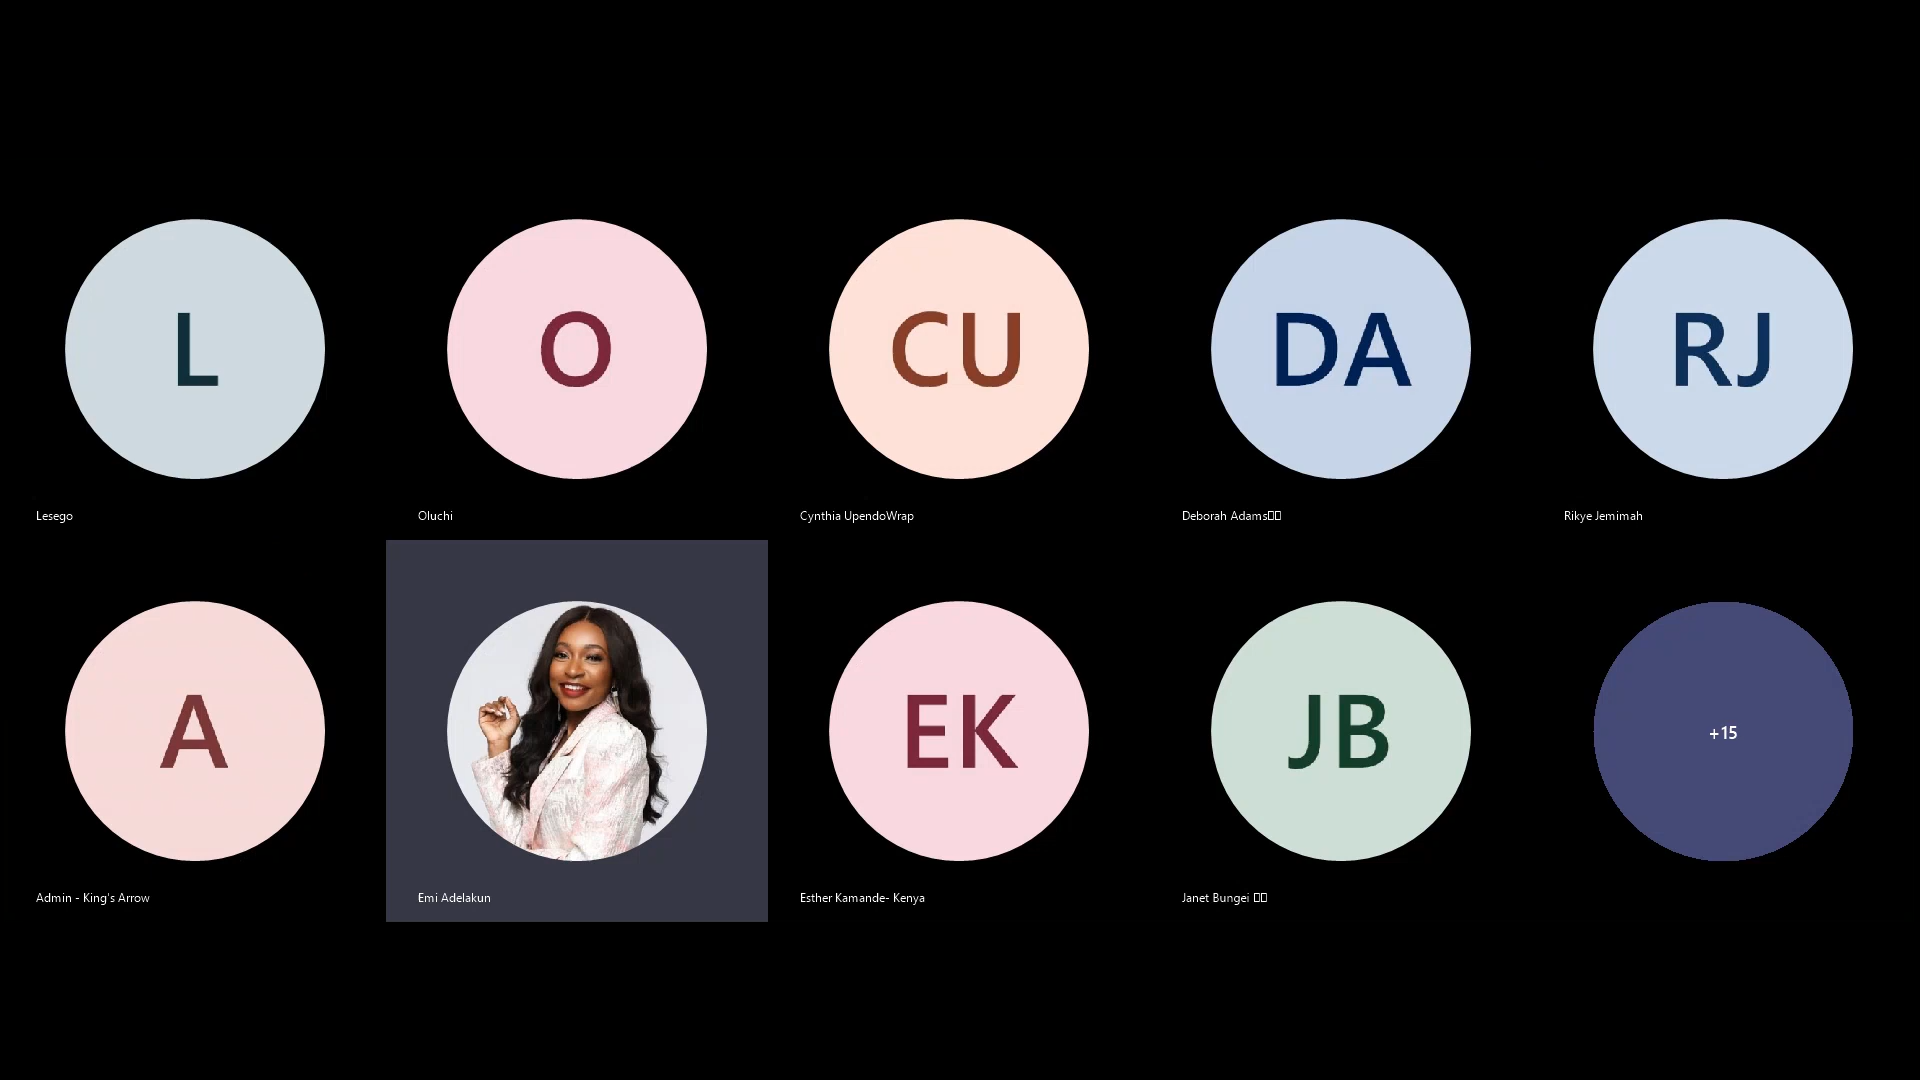 L
O
CU
DA
RJ
Lesego
Oluchi
Cynthia UpendoWrap
Deborah Adams
Rikye Jemimah
A
EK
JB
+15
Admin - King's Arrow
Emi Adelakun
Esther Kamande- Kenya
Janet Bungei